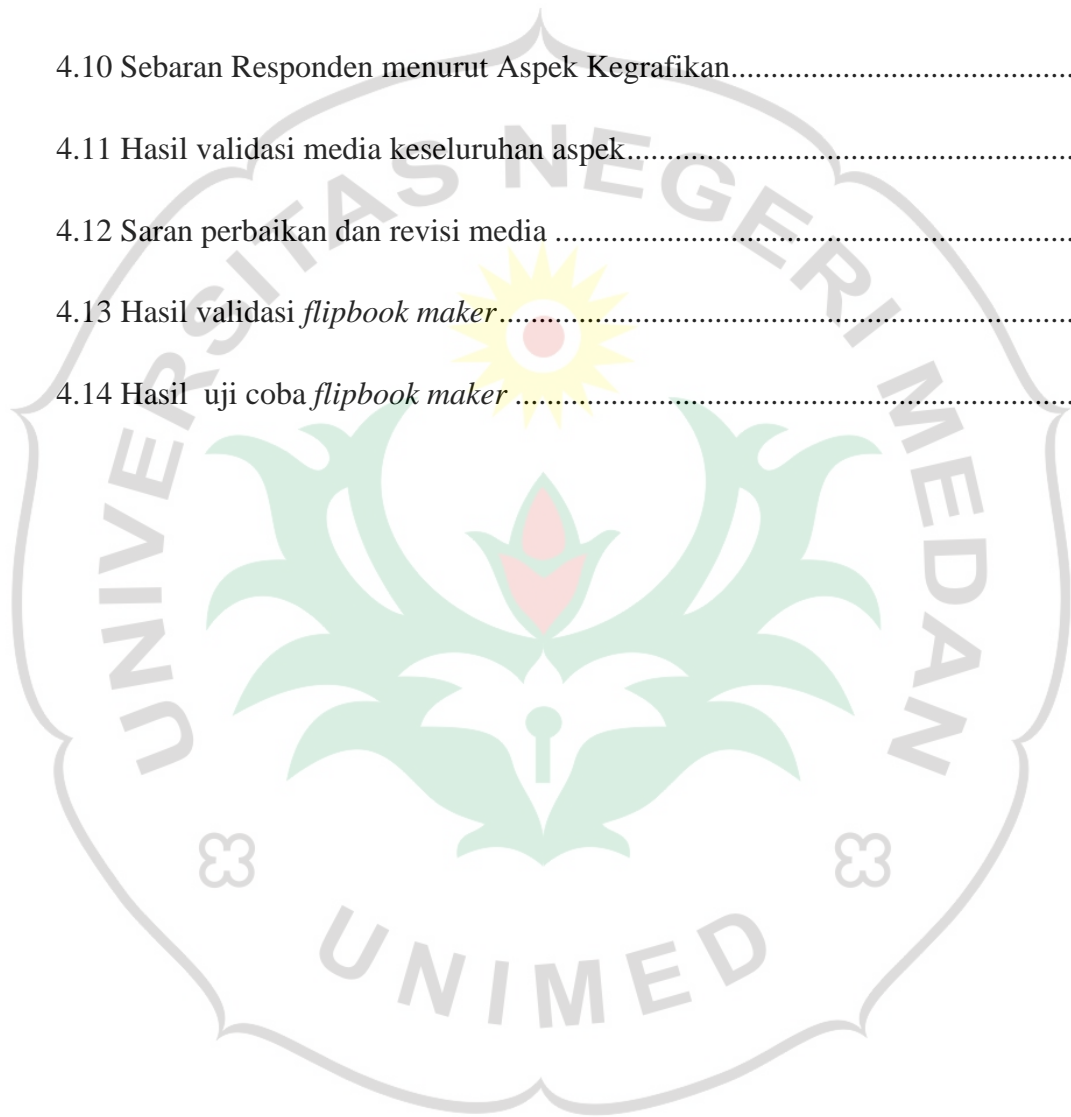 4.10 Sebaran Responden menurut Aspek Kegrafikan............................................
4.11 Hasil validasi media keseluruhan aspek.........................................................
4.12 Saran perbaikan dan revisi media ..................................................................
4.13 Hasil validasi flipbook maker.........................................................................
4.14 Hasil  uji coba flipbook maker .......................................................................
UNIVERSITAS NEGERI MEDAN
UNIMED